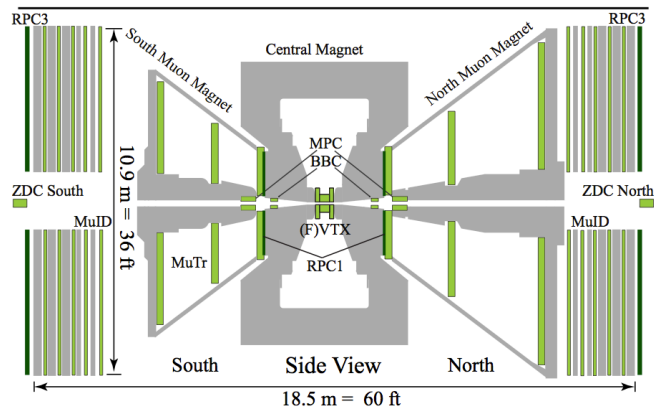 RPC3
RPC3
South Muon Magnet
Central Magnet
North Muon Magnet
MPC
BBC
10.9 m = 36 ft
ZDC South
ZDC North
MuID
MuID
(F)VTX
MuTr
RPC1
South
Side View
North
18.5 m = 60 ft